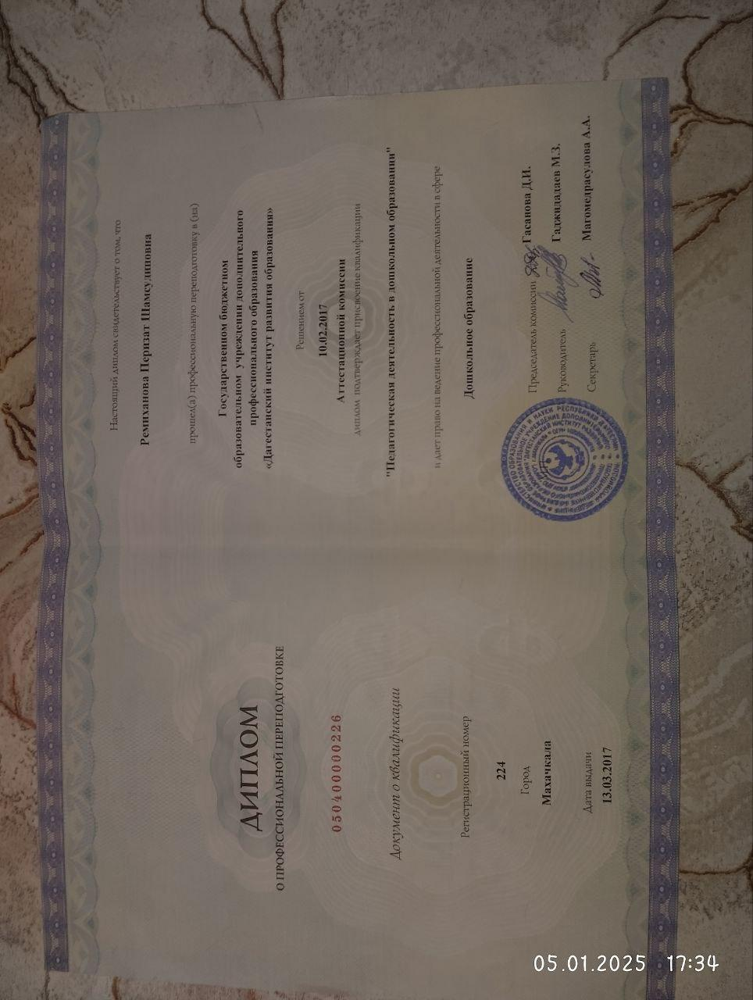 ДИПЛОМ
О ПРОФЕССИОНАЛЬНОЙ ПЕРЕПОДГОТОВКЕ
050400000226
Документ о квалификации
Регистрационный номер
224
Город
Махачкала
Дата выдачи
13.03.2017
Настоящий диплом свидетельствует о том, что
Ремиханова Перизат Шамсудиновна
прошел(а) профессиональную переподготовку в (на)
Государственном бюджетном
образовательном учреждении дополнительного
профессионального образования
«Дагестанский институт развития образования»
Решением от
10.02.2017
Аттестационной комиссии
диплом подтверждает присвоение квалификации
"Педагогическая деятельность в дошкольном образовании"
и дает право на ведение профессиональной деятельности в сфере
Дошкольное образование
Председатель комиссии Гасанова Д.И.
Руководитель Гаджидадаев М.З.
Секретарь Магомедрасулова А.А.
05.01.2025 17:34